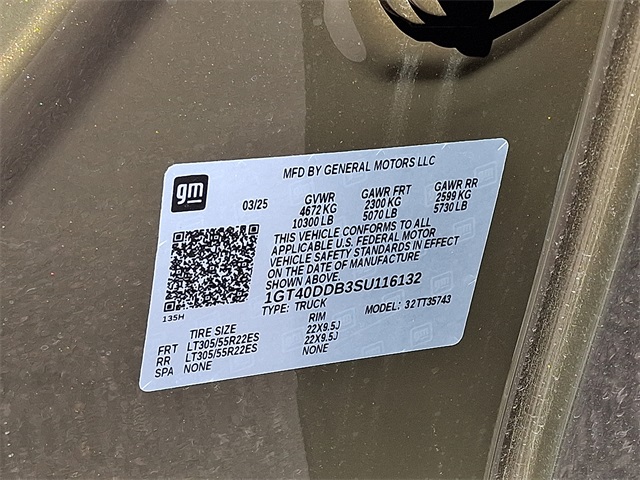 MFD BY GENERAL MOTORS LLC
gm
03/25
GVWR GAWR FRT GAWR RR
4672 KG 2300 KG 2599 KG
10300 LB 5070 LB 5730 LB
THIS VEHICLE CONFORMS TO ALL
APPLICABLE U.S. FEDERAL MOTOR
VEHICLE SAFETY STANDARDS IN EFFECT
ON THE DATE OF MANUFACTURE
SHOWN ABOVE.
1GT40DDB3SU116132
135H
TYPE: TRUCK MODEL: 32TT35743
TIRE SIZE RIM
FRT LT305/55R22ES 22X9.5J
RR LT305/55R22ES 22X9.5J
SPA NONE NONE